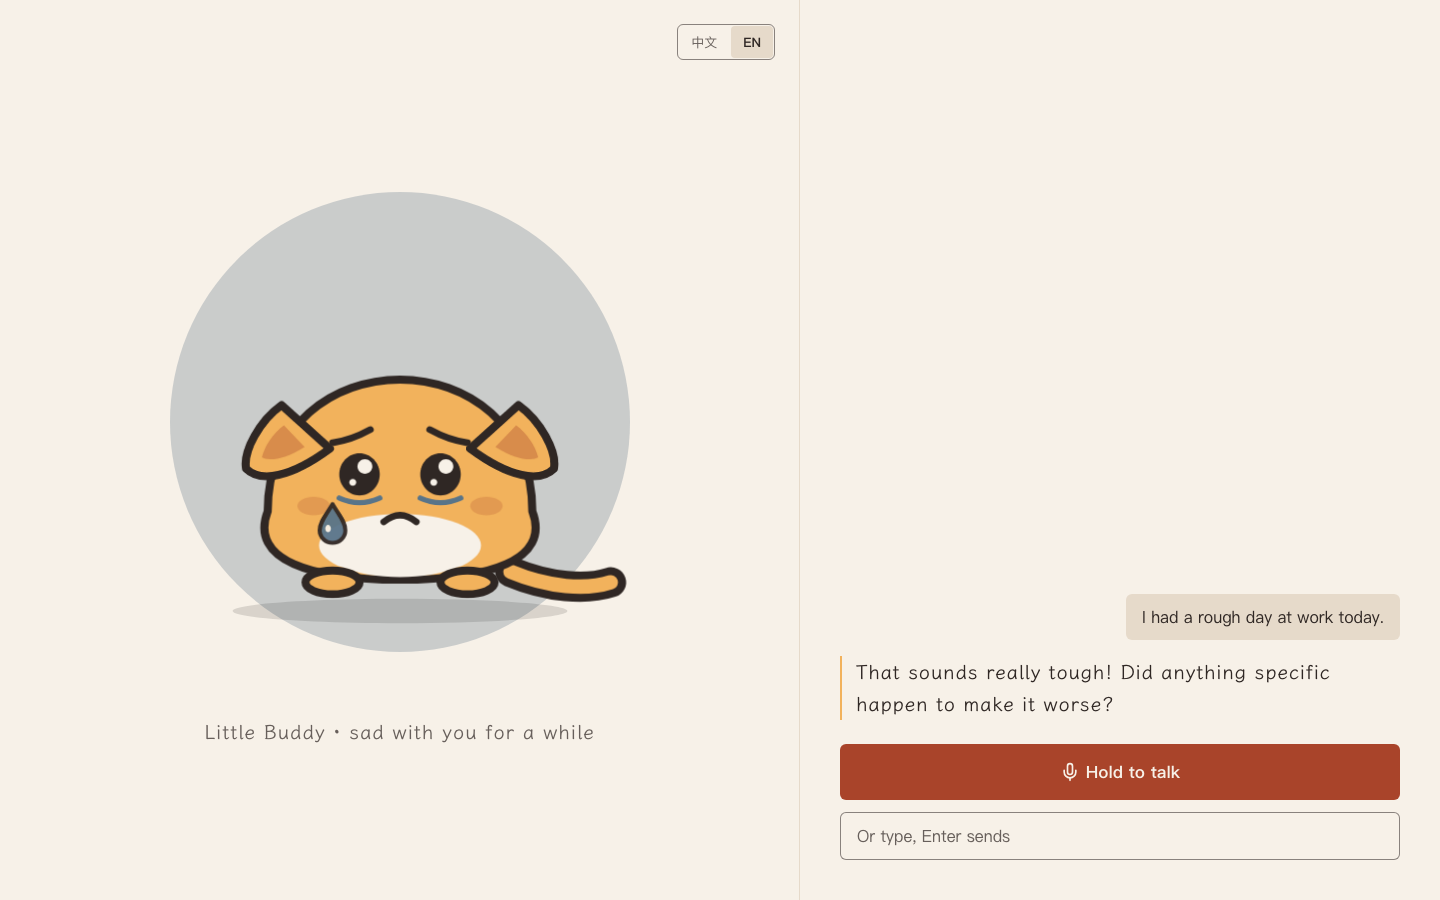 中文 EN
Little Buddy • sad with you for a while
I had a rough day at work today.
That sounds really tough! Did anything specific
happen to make it worse?
Hold to talk
Or type, Enter sends